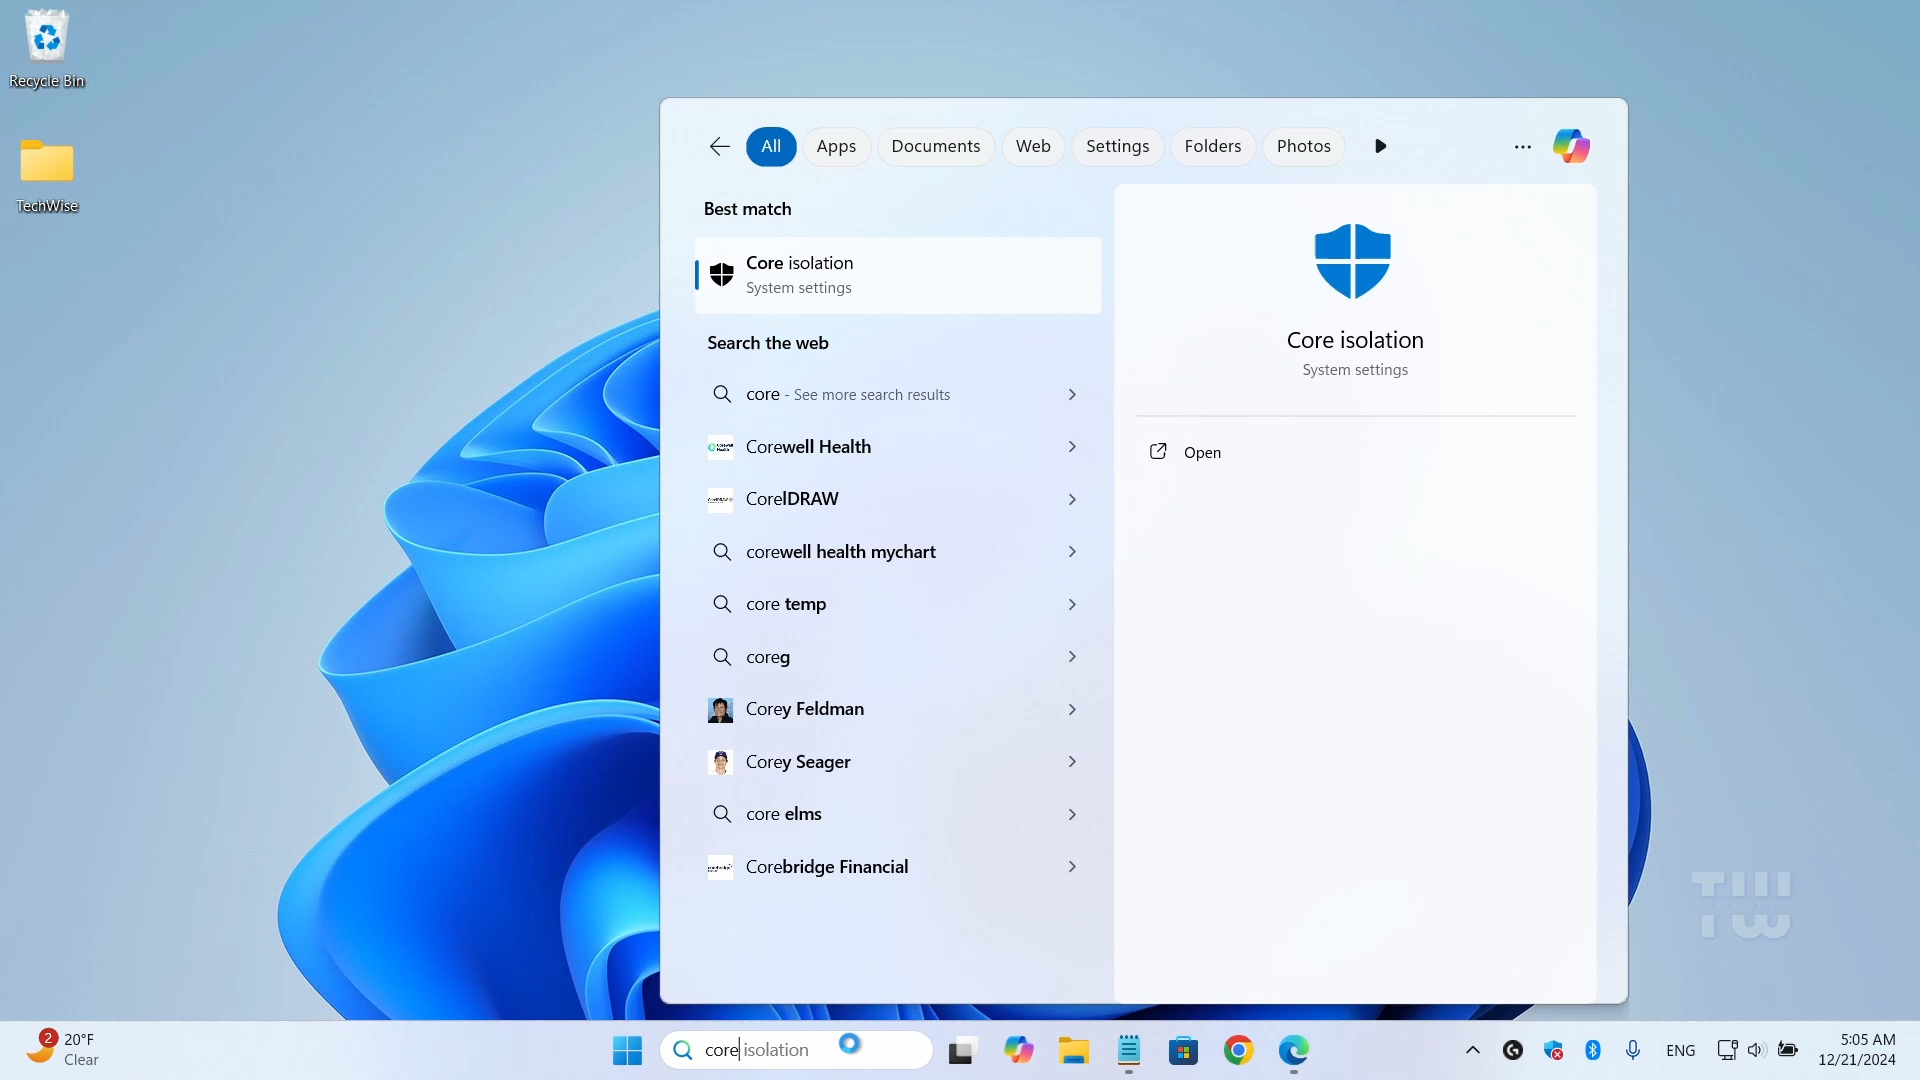 Recycle Bin
TechWise
All
Apps
Documents
Web
Settings
Folders
Photos
Best match
Core isolation
System settings
Search the web
core - See more search results
Corewell Health
CorelDRAW
corewell health mychart
core temp
coreg
Corey Feldman
Corey Seager
core elms
Corebridge Financial
Core isolation
System settings
Open
TW
2
20°F
Clear
core isolation
ENG
5:05 AM
12/21/2024